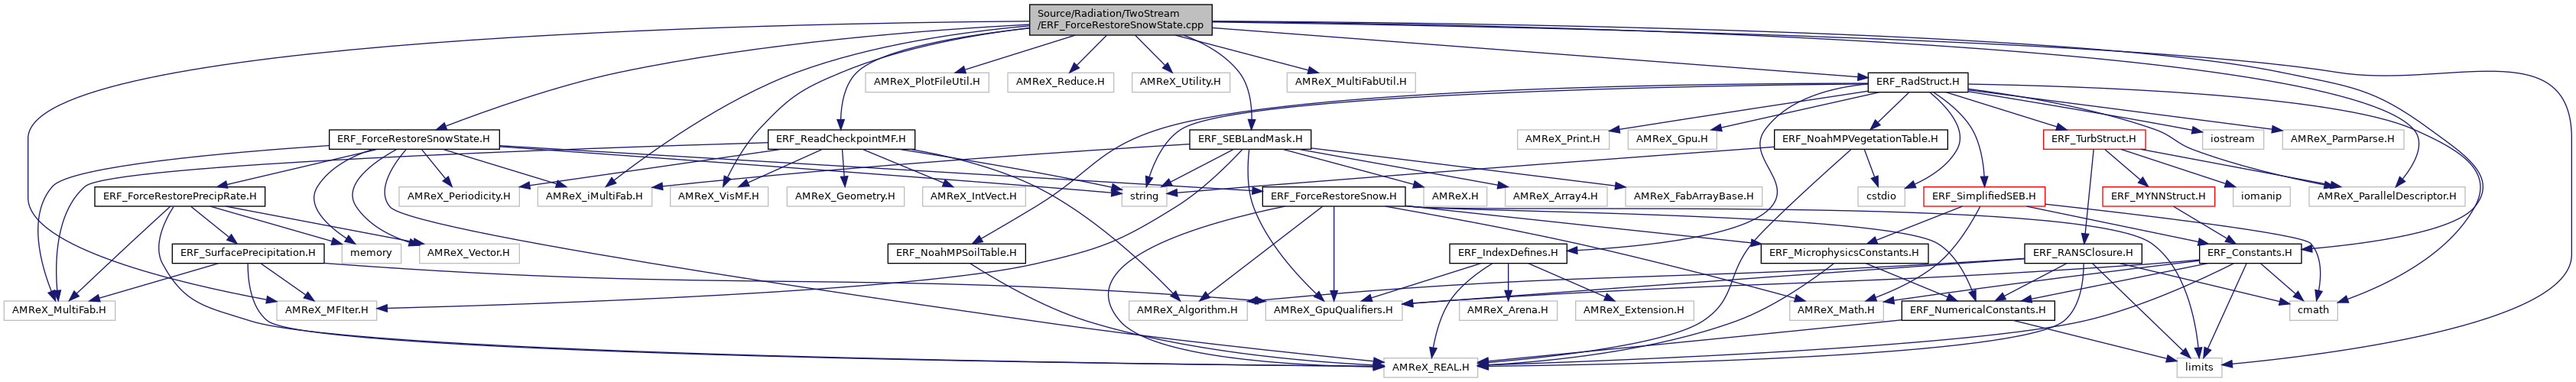 Source/Radiation/TwoStream
/ERF_ForceRestoreSnowState.cpp
AMReX_PlotFileUtil.H
AMReX_Reduce.H
AMReX_Utility.H
AMReX_MultiFabUtil.H
ERF_RadStruct.H
ERF_ForceRestoreSnowState.H
ERF_ReadCheckpointMF.H
ERF_SEBLandMask.H
AMReX_Print.H
AMReX_Gpu.H
ERF_NoahMPVegetationTable.H
ERF_TurbStruct.H
iostream
AMReX_ParmParse.H
ERF_ForceRestorePrecipRate.H
AMReX_Periodicity.H
AMReX_iMultiFab.H
AMReX_VisMF.H
AMReX_Geometry.H
AMReX_IntVect.H
string
ERF_ForceRestoreSnow.H
AMReX.H
AMReX_Array4.H
AMReX_FabArrayBase.H
cstdio
ERF_SimplifiedSEB.H
ERF_MYNNStruct.H
iomanip
AMReX_ParallelDescriptor.H
ERF_SurfacePrecipitation.H
memory
AMReX_Vector.H
ERF_NoahMPSoilTable.H
ERF_IndexDefines.H
ERF_MicrophysicsConstants.H
ERF_RANSClosure.H
ERF_Constants.H
AMReX_MultiFab.H
AMReX_MFIter.H
AMReX_Algorithm.H
AMReX_GpuQualifiers.H
AMReX_Arena.H
AMReX_Extension.H
AMReX_Math.H
ERF_NumericalConstants.H
cmath
AMReX_REAL.H
limits